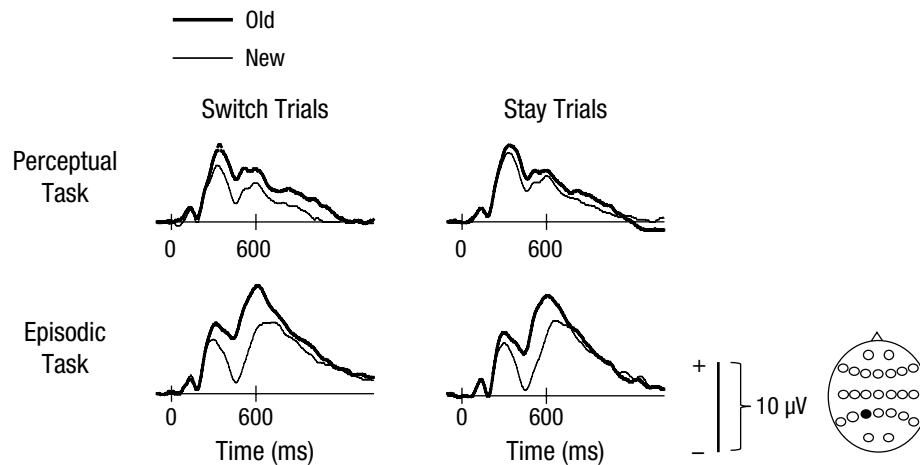 Old
New
Switch Trials
Stay Trials
Perceptual
Task
0
600
0
600
Episodic
Task
0
600
Time (ms)
0
600
Time (ms)
+
–
10 μV